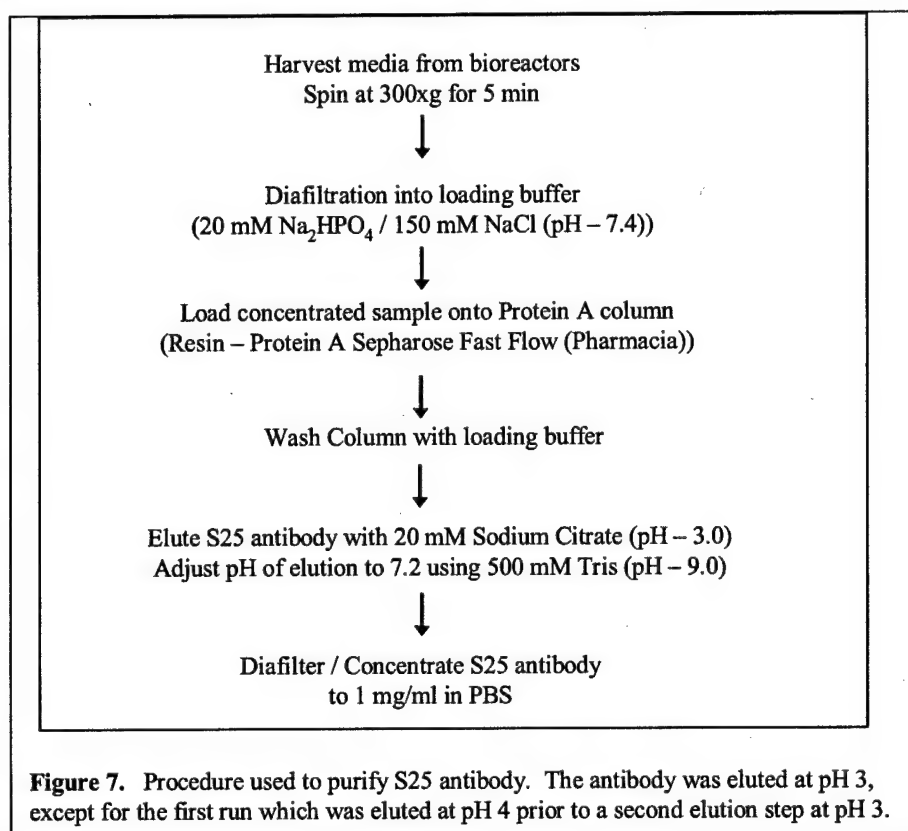 Harvest media from bioreactors
Spin at 300xg for 5 min
Diafiltration into loading buffer
(20 mM Na₂HPO₄ / 150 mM NaCl (pH – 7.4))
Load concentrated sample onto Protein A column
(Resin – Protein A Sepharose Fast Flow (Pharmacia))
Wash Column with loading buffer
Elute S25 antibody with 20 mM Sodium Citrate (pH – 3.0)
Adjust pH of elution to 7.2 using 500 mM Tris (pH – 9.0)
Diafilter / Concentrate S25 antibody
to 1 mg/ml in PBS
Figure 7. Procedure used to purify S25 antibody. The antibody was eluted at pH 3,
except for the first run which was eluted at pH 4 prior to a second elution step at pH 3.